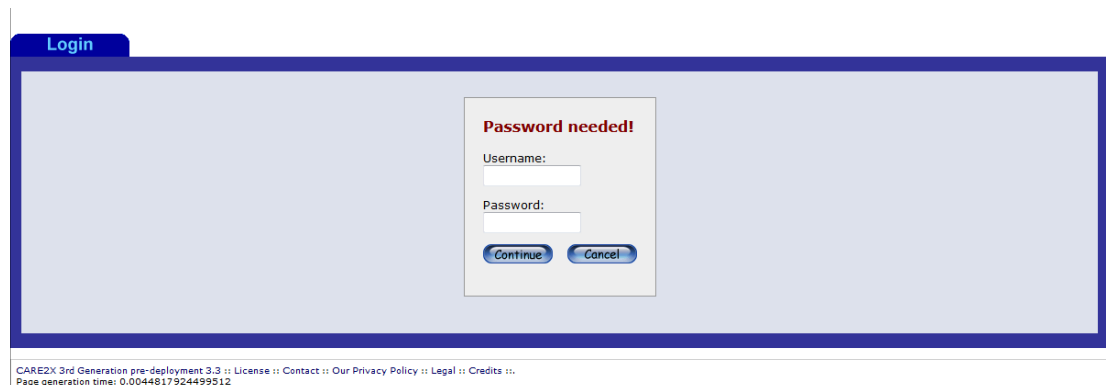 Login
Password needed!
Username:
Password:
Continue Cancel
CARE2X 3rd Generation pre-deployment 3.3 :: License :: Contact :: Our Privacy Policy :: Legal :: Credits ::.
Page generation time: 0.0044817924499512